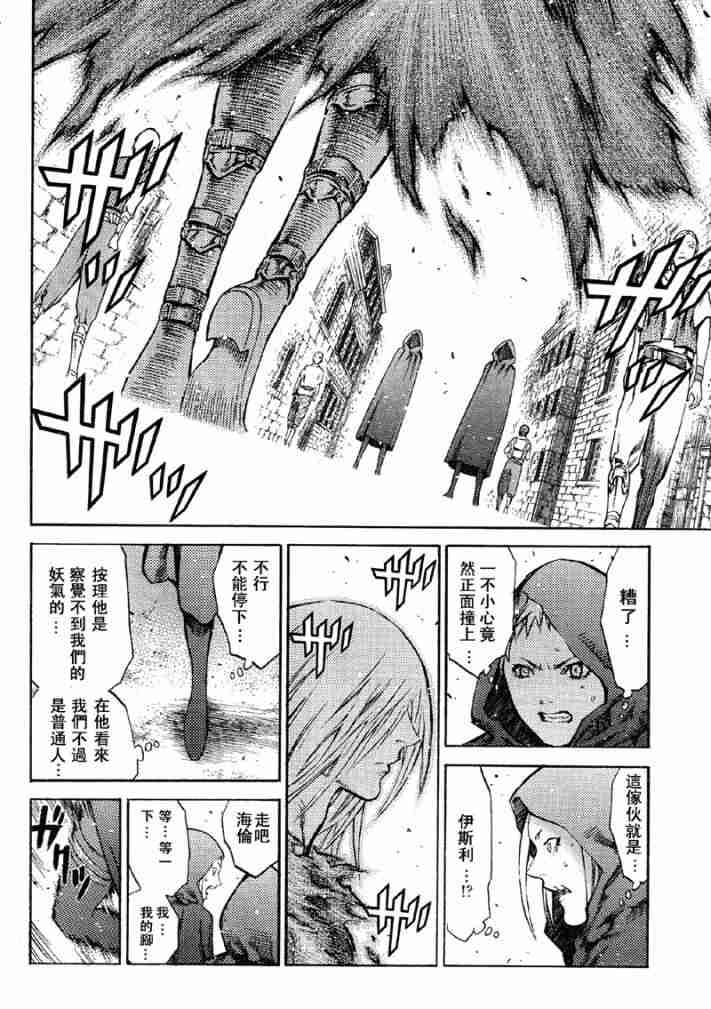 ザッ
ザッ
ザッ
糟了…
一不小心竟
然正面撞上
…
這傢伙就是…
伊斯利…!?
ザッ
ザッ
ザッ
不行
不能停下…
按理他是
察覺不到我們的
妖氣的…
在他看來
我們不過
是普通人…
走吧
海倫
等…等一
下…
我…
我的腳…
ガク
ガク